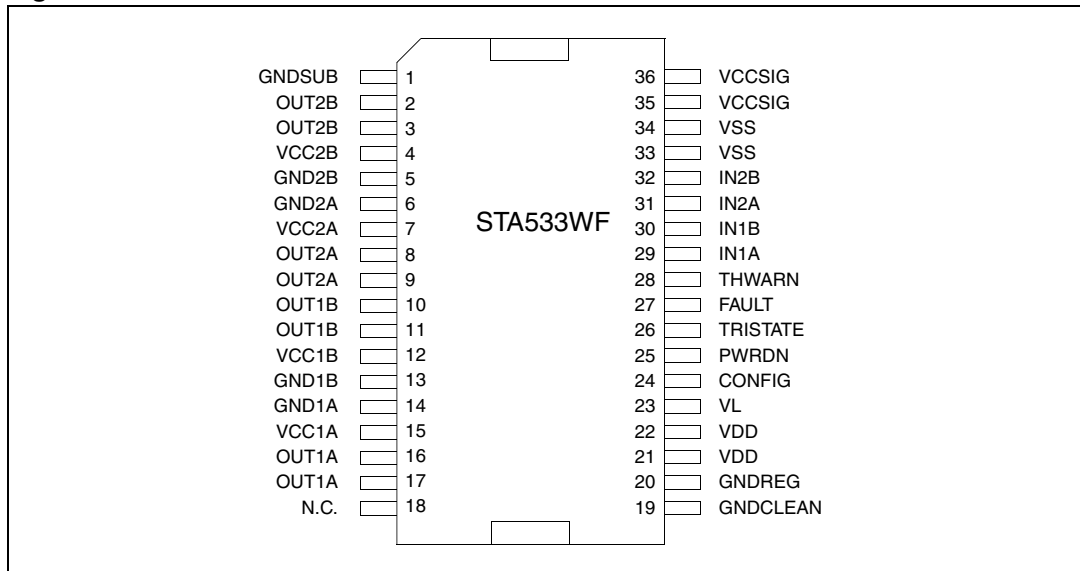 GNDSUB 1 36 VCCSIG
OUT2B 2 35 VCCSIG
OUT2B 3 34 VSS
VCC2B 4 33 VSS
GND2B 5 32 IN2B
GND2A 6 31 IN2A
VCC2A 7 STA533WF 30 IN1B
OUT2A 8 29 IN1A
OUT2A 9 28 THWARN
OUT1B 10 27 FAULT
OUT1B 11 26 TRISTATE
VCC1B 12 25 PWRDN
GND1B 13 24 CONFIG
GND1A 14 23 VL
VCC1A 15 22 VDD
OUT1A 16 21 VDD
OUT1A 17 20 GNDREG
N.C. 18 19 GNDCLEAN